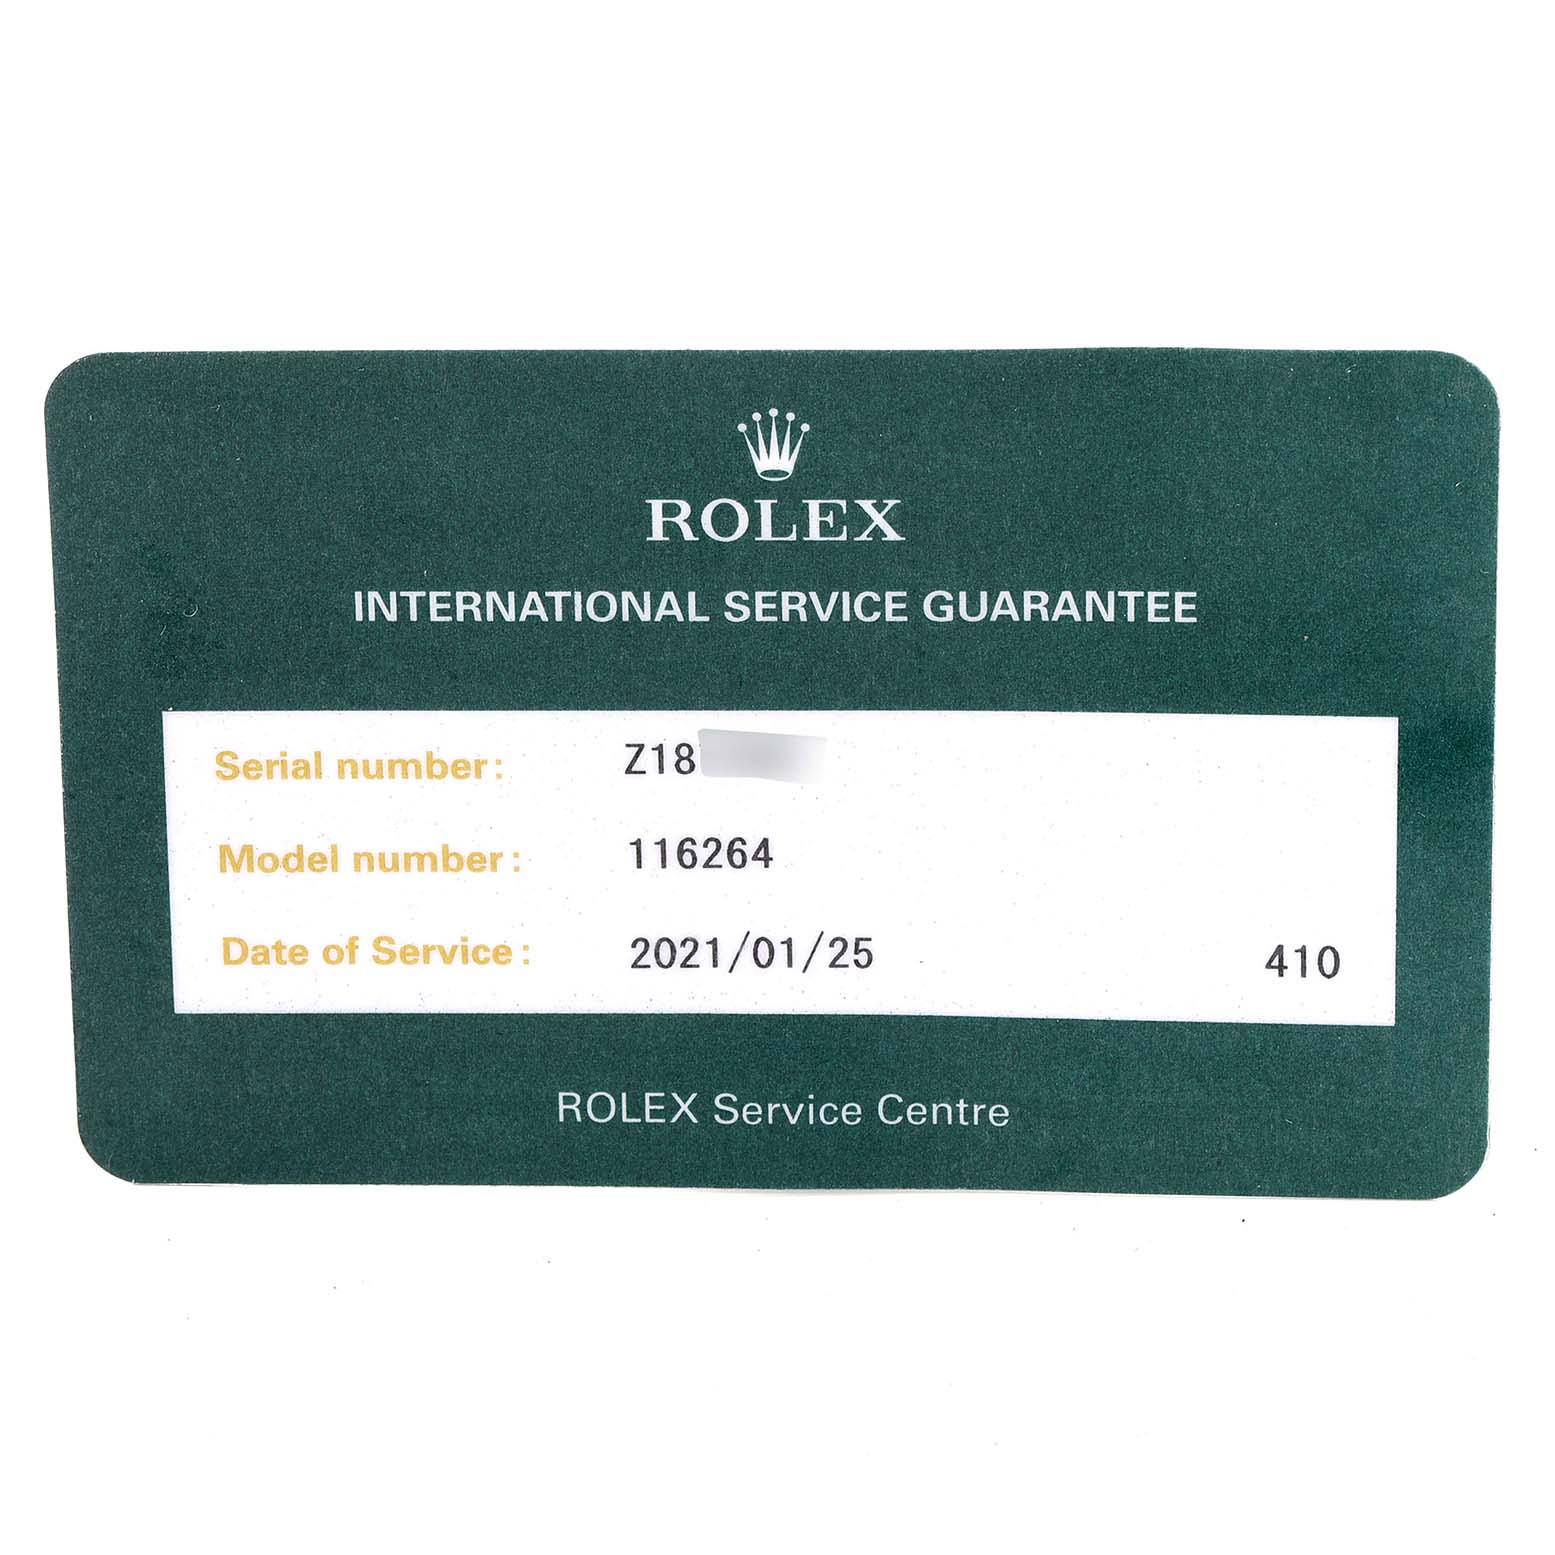 ROLEX
INTERNATIONAL SERVICE GUARANTEE
Serial number: Z18
Model number: 116264
Date of Service: 2021/01/25 410
ROLEX Service Centre